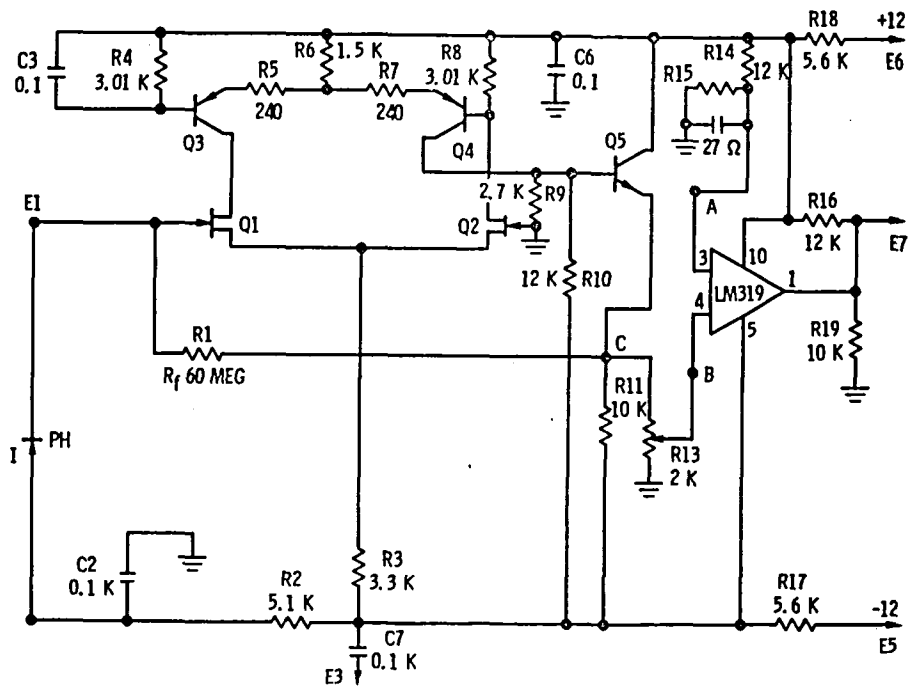 R18
+12
5.6 K
E6
C3
0.1
R4
3.01 K
R6
1.5 K
R8
3.01 K
C6
0.1
R14
12 K
R15
27 Ω
R5
240
R7
240
Q3
Q4
Q5
E1
Q1
2.7 K
R9
Q2
A
R16
12 K
E7
3
10
LM319
1
4
5
12 K
R10
R1
Rf 60 MEG
C
B
R19
10 K
R11
10 K
R13
2 K
I
PH
C2
0.1 K
R2
5.1 K
R3
3.3 K
R17
5.6 K
-12
E5
C7
0.1 K
E3